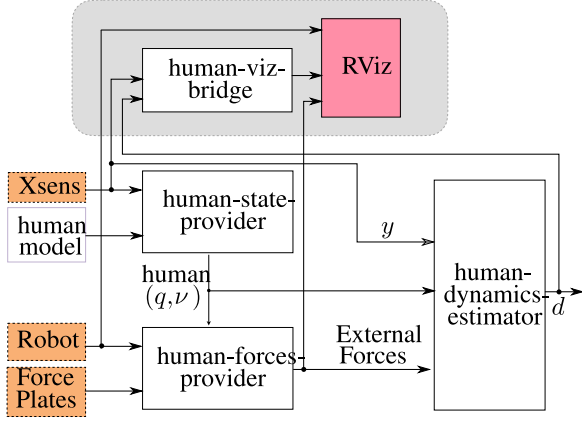 human-viz-
bridge
RViz
Xsens
human
model
human-state-
provider
y
human
(q,ν)
human-
dynamics-
estimator
d
Robot
Force
Plates
human-forces-
provider
External
Forces